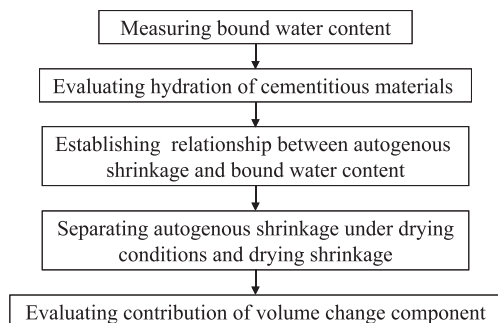 Measuring bound water content
Evaluating hydration of cementitious materials
Establishing relationship between autogenous
shrinkage and bound water content
Separating autogenous shrinkage under drying
conditions and drying shrinkage
Evaluating contribution of volume change component